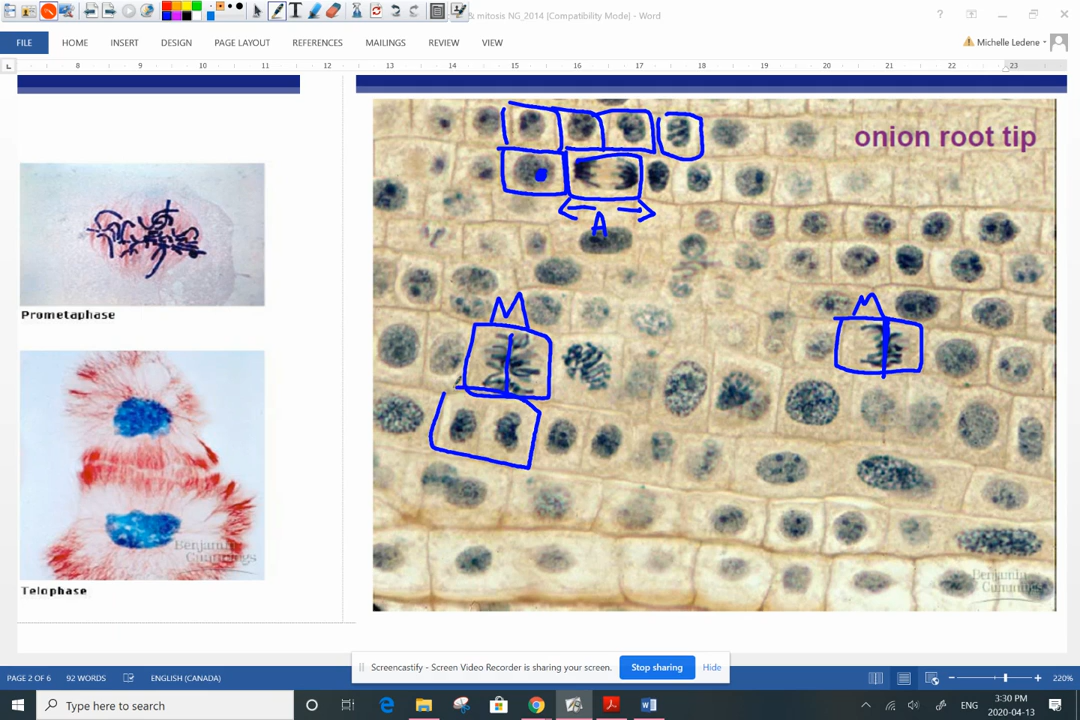 & mitosis NG_2014 [Compatibility Mode] - Word
?
FILE HOME INSERT DESIGN PAGE LAYOUT REFERENCES MAILINGS REVIEW VIEW
Michelle Ledene
8 9 10 11 12 13 14 15 16 17 18 19 20 21 22 23
onion root tip
A
M
M
Prometaphase
Benjamin
Cummings
Telophase
Benjamin
Cummings
Screencastify - Screen Video Recorder is sharing your screen. Stop sharing Hide
PAGE 2 OF 6 92 WORDS ENGLISH (CANADA) 220%
Type here to search
ENG
3:30 PM
2020-04-13